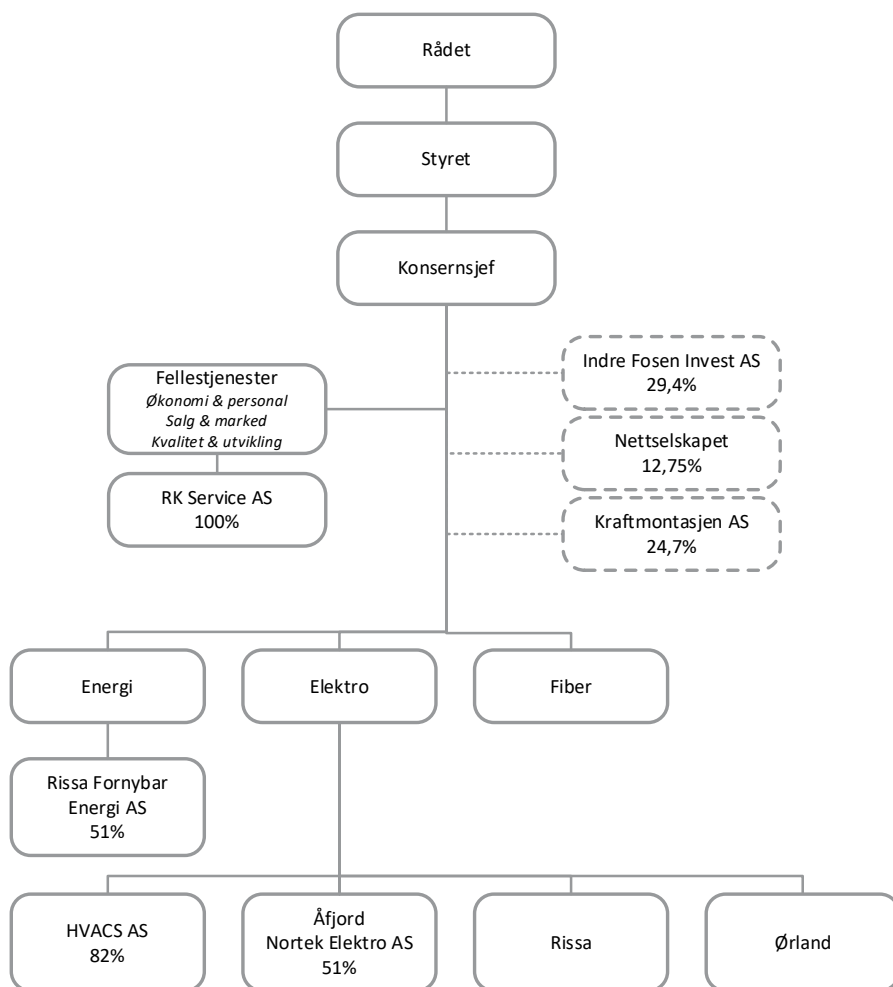 Rådet
Styret
Konsernsjef
Fellestjenester
Økonomi & personal
Salg & marked
Kvalitet & utvikling
RK Service AS
100%
Indre Fosen Invest AS
29,4%
Nettselskapet
12,75%
Kraftmontasjen AS
24,7%
Energi
Elektro
Fiber
Rissa Fornybar
Energi AS
51%
HVACS AS
82%
Åfjord
Nortek Elektro AS
51%
Rissa
Ørland